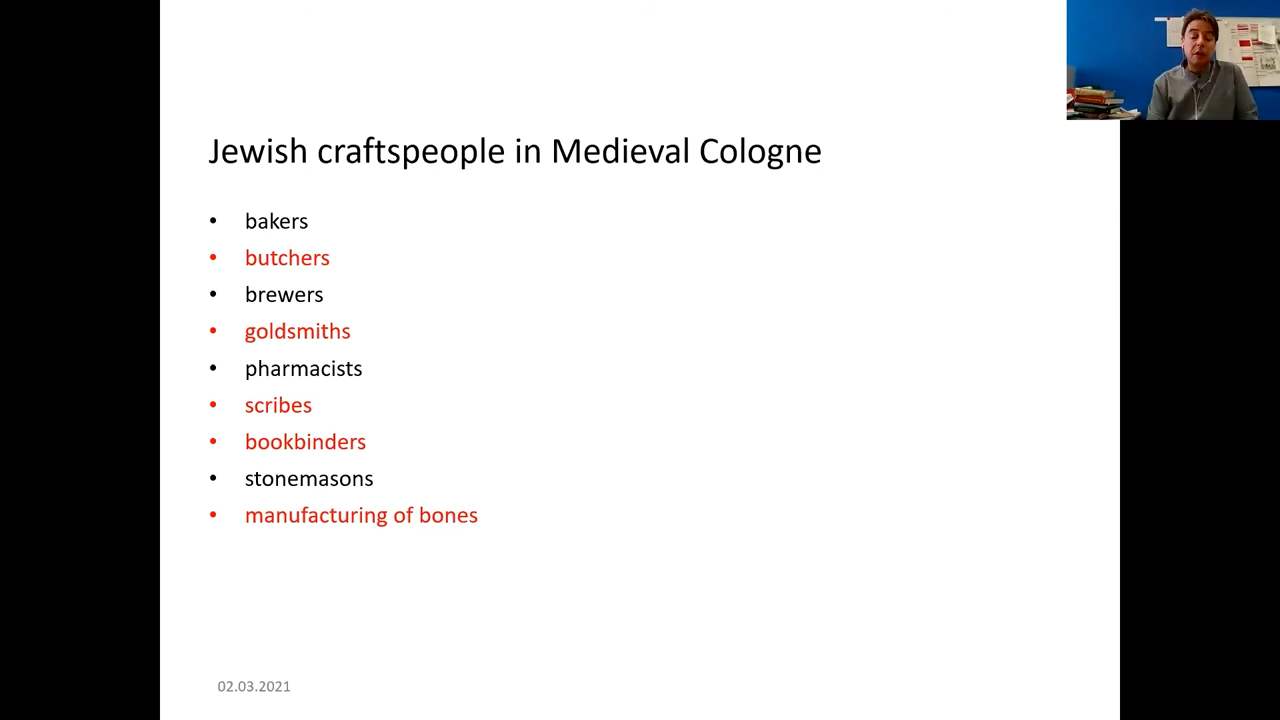 Jewish craftspeople in Medieval Cologne
• bakers
• butchers
• brewers
• goldsmiths
• pharmacists
• scribes
• bookbinders
• stonemasons
• manufacturing of bones
02.03.2021